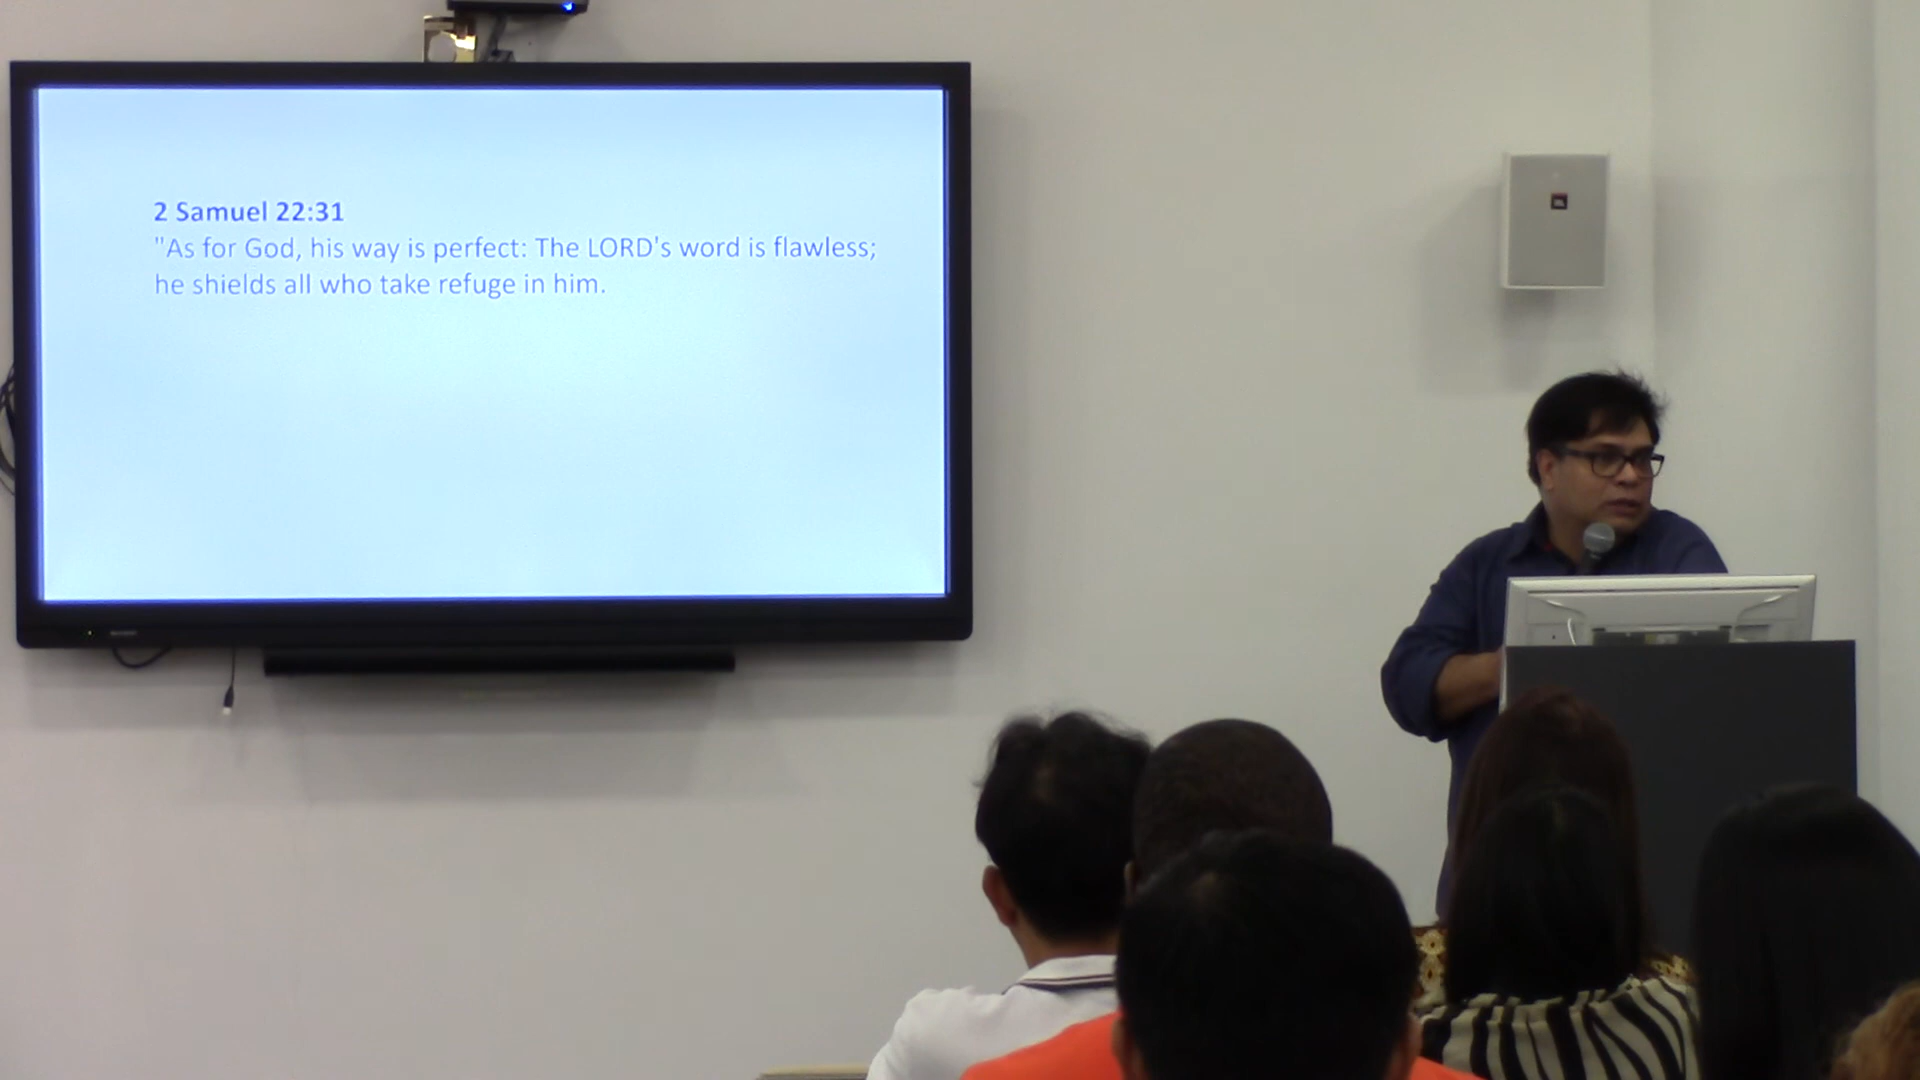 2 Samuel 22:31
"As for God, his way is perfect: The LORD's word is flawless;
he shields all who take refuge in him.